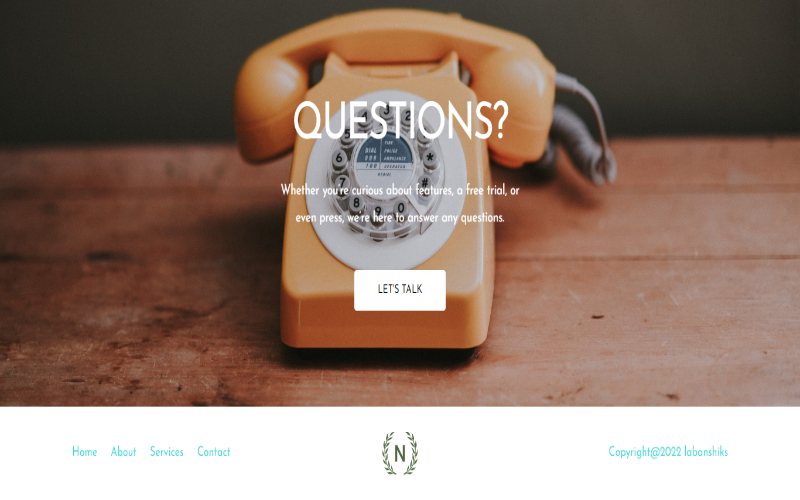 QUESTIONS?
Whether you're curious about features, a free trial, or
even press, we're here to answer any questions.
LET'S TALK
Home About Services Contact
N
Copyright@2022 labanshiks